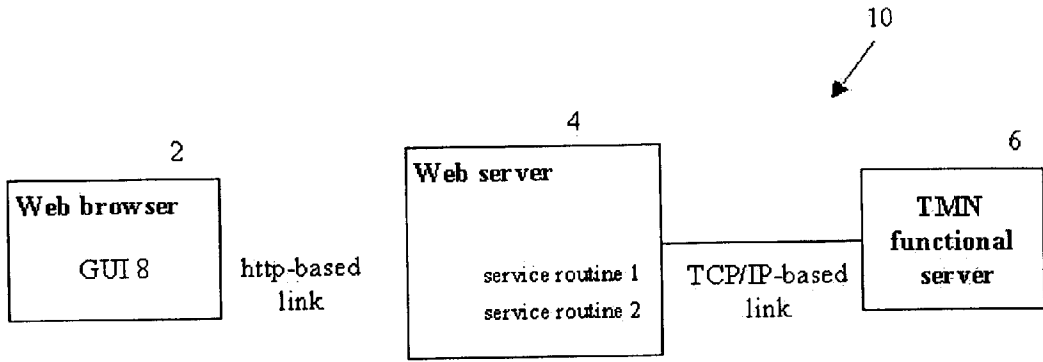 10
2
4
6
Web browser
GUI 8
http-based
link
Web server
service routine 1
service routine 2
TCP/IP-based
link
TMN
functional
server